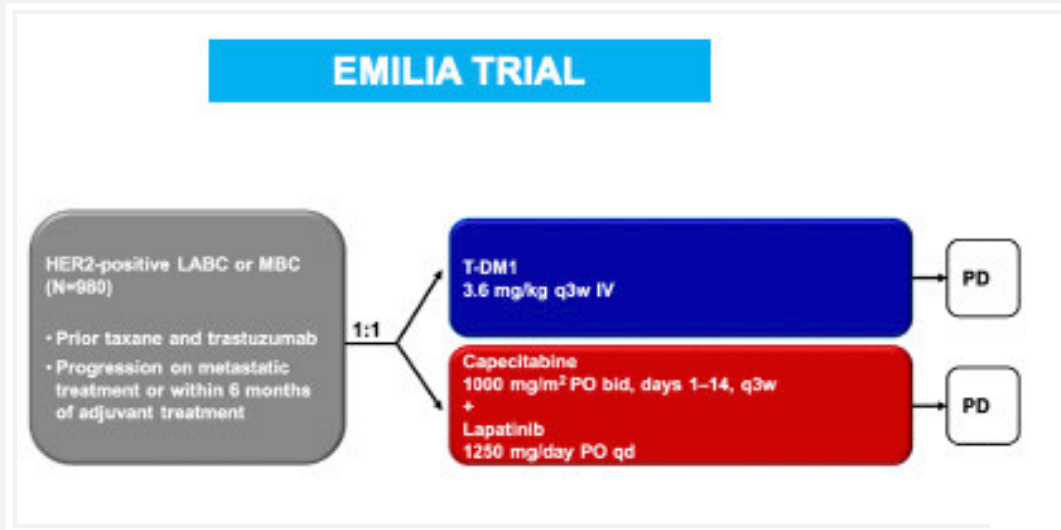 EMILIA TRIAL
HER2-positive LABC or MBC
(N=980)
• Prior taxane and trastuzumab
• Progression on metastatic
treatment or within 6 months
of adjuvant treatment
1:1
T-DM1
3.6 mg/kg q3w IV
PD
Capecitabine
1000 mg/m² PO bid, days 1–14, q3w
+
Lapatinib
1250 mg/day PO qd
PD